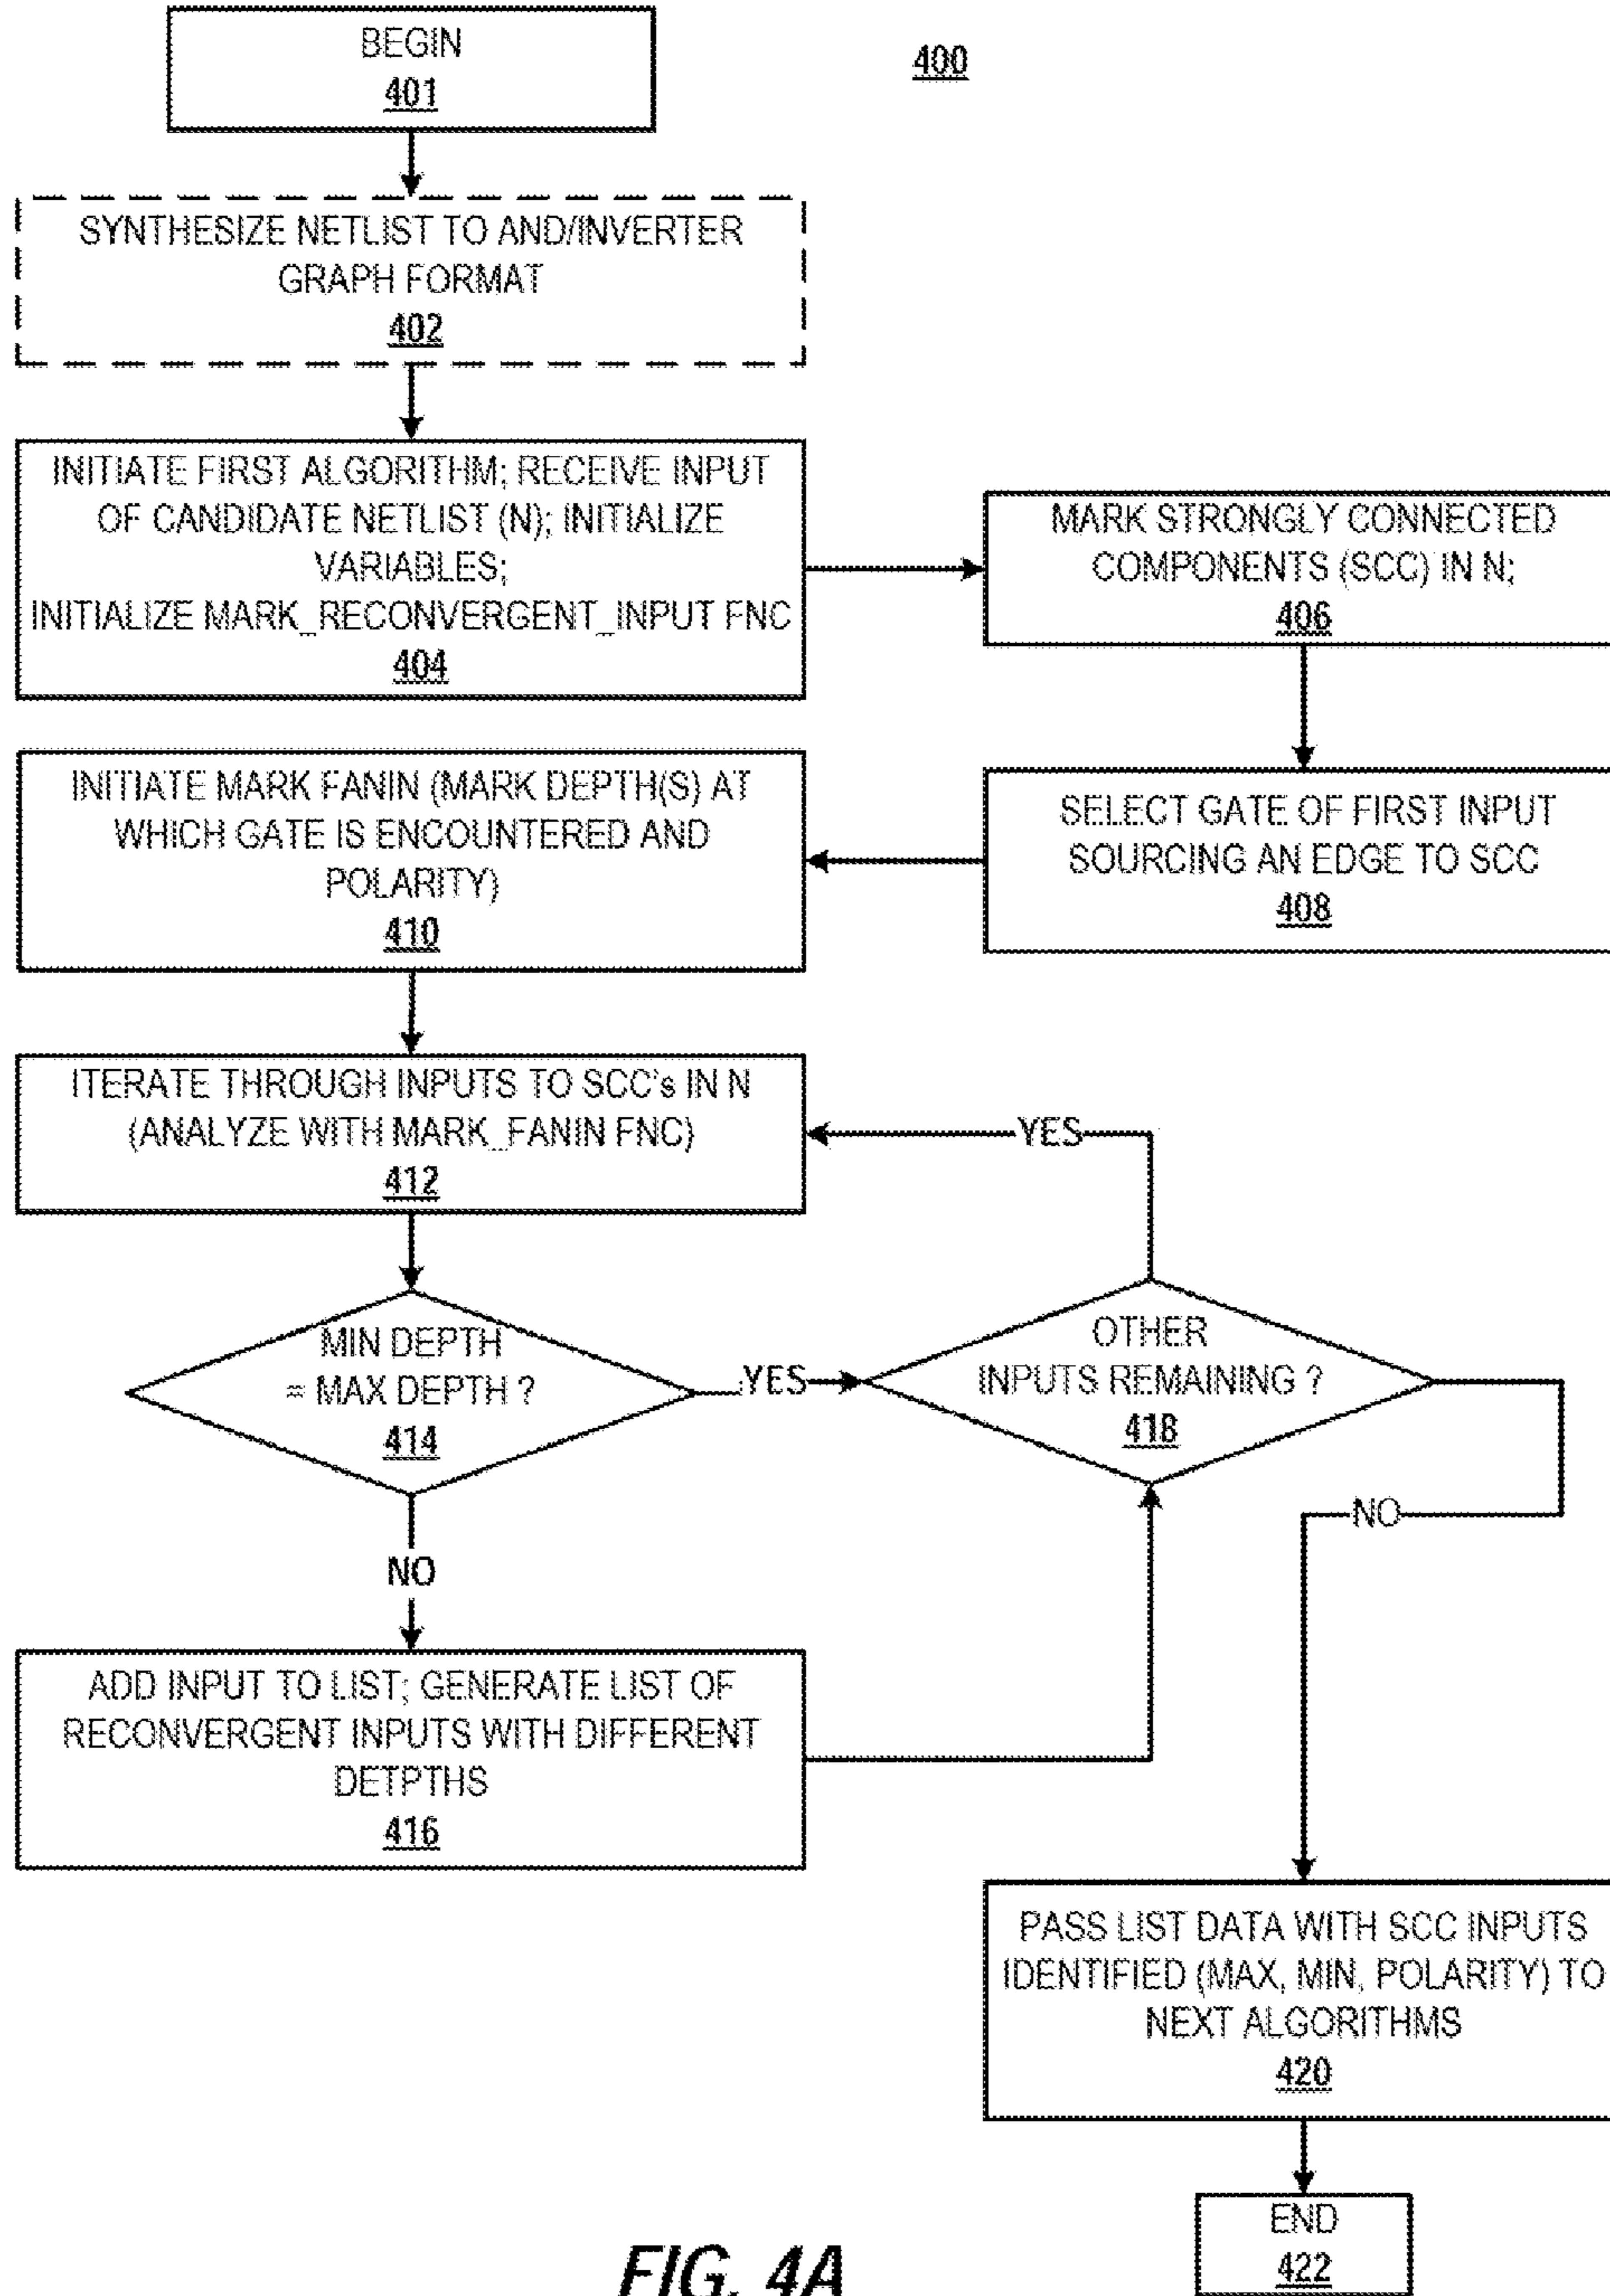 BEGIN
401
400
SYNTHESIZE NETLIST TO AND/INVERTER
GRAPH FORMAT
402
INITIATE FIRST ALGORITHM; RECEIVE INPUT
OF CANDIDATE NETLIST (N); INITIALIZE
VARIABLES;
INITIALIZE MARK_RECONVERGENT_INPUT FNC
404
MARK STRONGLY CONNECTED
COMPONENTS (SCC) IN N;
406
SELECT GATE OF FIRST INPUT
SOURCING AN EDGE TO SCC
408
INITIATE MARK FANIN (MARK DEPTH(S) AT
WHICH GATE IS ENCOUNTERED AND
POLARITY)
410
ITERATE THROUGH INPUTS TO SCC's IN N
(ANALYZE WITH MARK_FANIN FNC)
412
YES
MIN DEPTH
= MAX DEPTH ?
414
YES
OTHER
INPUTS REMAINING ?
418
NO
NO
ADD INPUT TO LIST; GENERATE LIST OF
RECONVERGENT INPUTS WITH DIFFERENT
DETPTHS
416
PASS LIST DATA WITH SCC INPUTS
IDENTIFIED (MAX, MIN, POLARITY) TO
NEXT ALGORITHMS
420
END
422
FIG. 4A